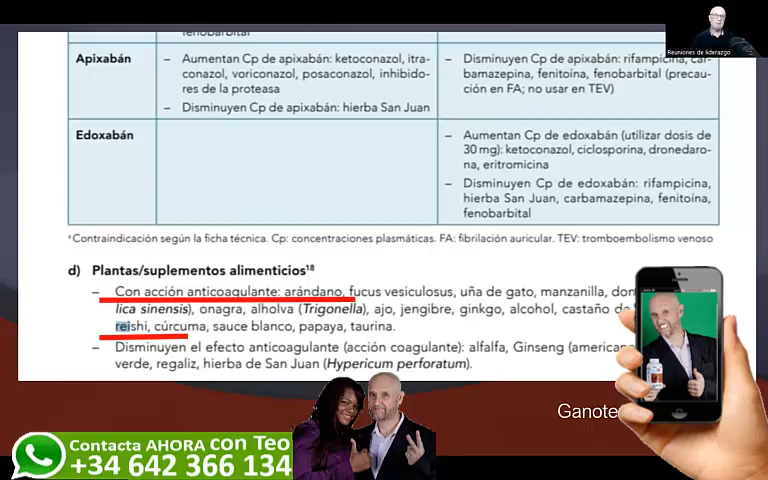 fenobarbital)
Apixabán
– Aumentan Cp de apixabán: ketoconazol, itra-
conazol, voriconazol, posaconazol, inhibido-
res de la proteasa
– Disminuyen Cp de apixabán: hierba San Juan
– Disminuyen Cp de apixabán: rifampicina, car-
bamazepina, fenitoína, fenobarbital (precau-
ción en FA; no usar en TEV)
Edoxabán
– Aumentan Cp de edoxabán (utilizar dosis de
30 mg): ketoconazol, ciclosporina, dronedaro-
na, eritromicina
– Disminuyen Cp de edoxabán: rifampicina,
hierba San Juan, carbamazepina, fenitoína,
fenobarbital
ᵃContraindicación según la ficha técnica. Cp: concentraciones plasmáticas. FA: fibrilación auricular. TEV: tromboembolismo venoso
d) Plantas/suplementos alimenticios¹⁸
– Con acción anticoagulante: arándano, fucus vesiculosus, uña de gato, manzanilla, don
lica sinensis), onagra, alholva (Trigonella), ajo, jengibre, ginkgo, alcohol, castaño de
reishi, cúrcuma, sauce blanco, papaya, taurina.
– Disminuyen el efecto anticoagulante (acción coagulante): alfalfa, Ginseng (american
verde, regaliz, hierba de San Juan (Hypericum perforatum).
Reuniones de liderazgo
Ganote
Contacta AHORA con Teo
+34 642 366 134